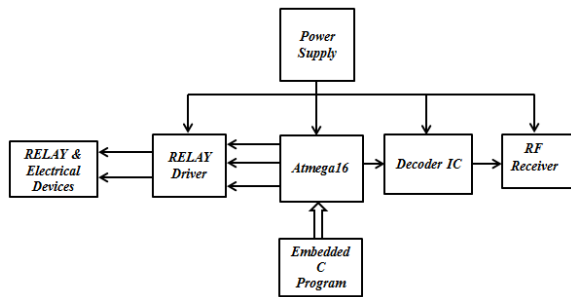 Power
Supply
RELAY &
Electrical
Devices
RELAY
Driver
Atmega16
Decoder IC
RF
Receiver
Embedded
C
Program